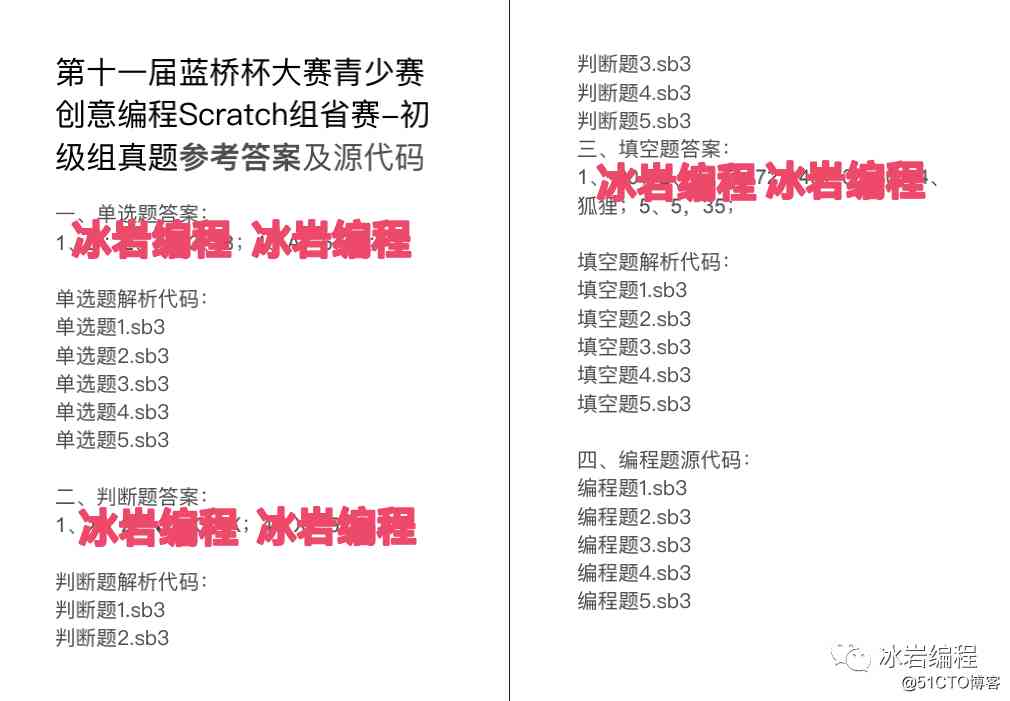 第十一届蓝桥杯大赛青少赛
创意编程Scratch组省赛–初
级组真题参考答案及源代码
一、单选题答案：
1、
冰岩编程 冰岩编程
单选题解析代码：
单选题1.sb3
单选题2.sb3
单选题3.sb3
单选题4.sb3
单选题5.sb3
二、判断题答案：
1、
冰岩编程 冰岩编程
判断题解析代码：
判断题1.sb3
判断题2.sb3
判断题3.sb3
判断题4.sb3
判断题5.sb3
三、填空题答案：
1、
冰岩编程 冰岩编程
狐狸；5、5，35；
填空题解析代码：
填空题1.sb3
填空题2.sb3
填空题3.sb3
填空题4.sb3
填空题5.sb3
四、编程题源代码：
编程题1.sb3
编程题2.sb3
编程题3.sb3
编程题4.sb3
编程题5.sb3
冰岩编程
@51CTO博客